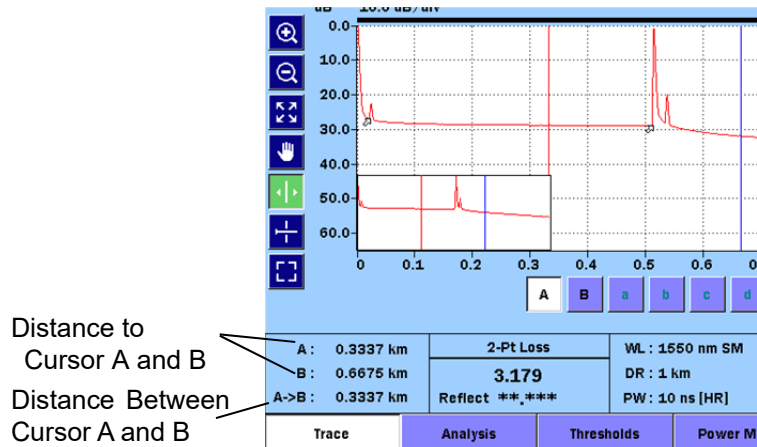 dB 10.0 dB/div
0.0
10.0
20.0
30.0
40.0
50.0
60.0
0 0.1 0.2 0.3 0.4 0.5 0.6
A B a b c d
Distance to
Cursor A and B
Distance Between
Cursor A and B
A : 0.3337 km
B : 0.6675 km
A->B : 0.3337 km
2-Pt Loss
3.179
Reflect **.***
WL : 1550 nm SM
DR : 1 km
PW : 10 ns [HR]
Trace Analysis Thresholds Power M